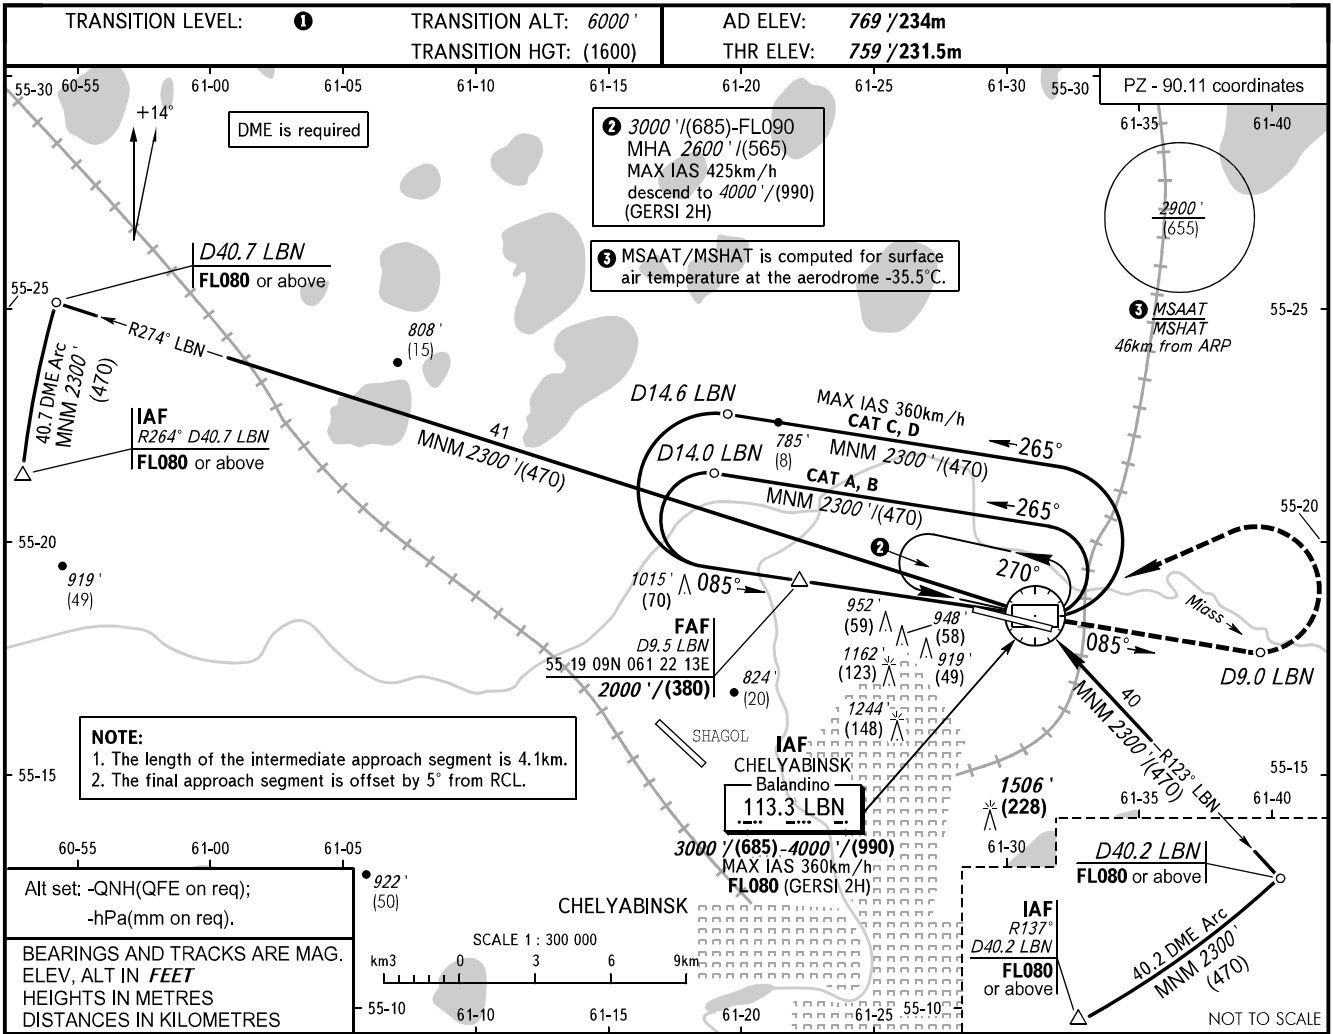 TRANSITION LEVEL: ❶ TRANSITION ALT: 6000 '
TRANSITION HGT: (1600)
AD ELEV: 769 '/234m
THR ELEV: 759 '/231.5m
55-30 60-55 61-00 61-05 61-10 61-15 61-20 61-25 61-30 55-30
PZ - 90.11 coordinates
61-35 61-40
+14°
DME is required
❷ 3000 '/(685)-FL090
MHA 2600 '/(565)
MAX IAS 425km/h
descend to 4000 '/(990)
(GERSI 2H)
2900 '
(655)
❸ MSAAT/MSHAT is computed for surface
air temperature at the aerodrome -35.5°C.
❸ MSAAT
MSHAT
46km from ARP
D40.7 LBN
FL080 or above
55-25
55-25
R274° LBN
808 '
(15)
40.7 DME Arc
MNM 2300 '
(470)
IAF
R264° D40.7 LBN
FL080 or above
41
MNM 2300 '/(470)
D14.6 LBN
MAX IAS 360km/h
CAT C, D
MNM 2300 '/(470)
265°
785 '
(8)
D14.0 LBN
CAT A, B
MNM 2300 '/(470)
265°
55-20
55-20
❷
270°
919 '
(49)
1015 '
(70)
085°
952 '
(59)
948 '
(58)
1162 '
(123)
919 '
(49)
1244 '
(148)
Miass
085°
D9.0 LBN
FAF
D9.5 LBN
55 19 09N 061 22 13E
2000 '/(380)
824 '
(20)
SHAGOL
NOTE:
1. The length of the intermediate approach segment is 4.1km.
2. The final approach segment is offset by 5° from RCL.
55-15
55-15
IAF
CHELYABINSK
Balandino
113.3 LBN
3000 '/(685)-4000 '/(990)
MAX IAS 360km/h
FL080 (GERSI 2H)
40
MNM 2300 '/(470)
R123° LBN
1506 '
(228)
61-35 61-40
61-30
60-55 61-00 61-05
D40.2 LBN
FL080 or above
IAF
R137°
D40.2 LBN
FL080
or above
40.2 DME Arc
MNM 2300 '
(470)
NOT TO SCALE
922 '
(50)
CHELYABINSK
SCALE 1 : 300 000
km3 0 3 6 9km
Alt set: -QNH(QFE on req);
-hPa(mm on req).
BEARINGS AND TRACKS ARE MAG.
ELEV, ALT IN FEET
HEIGHTS IN METRES
DISTANCES IN KILOMETRES
55-10 61-10 61-15 61-20 61-25 55-10